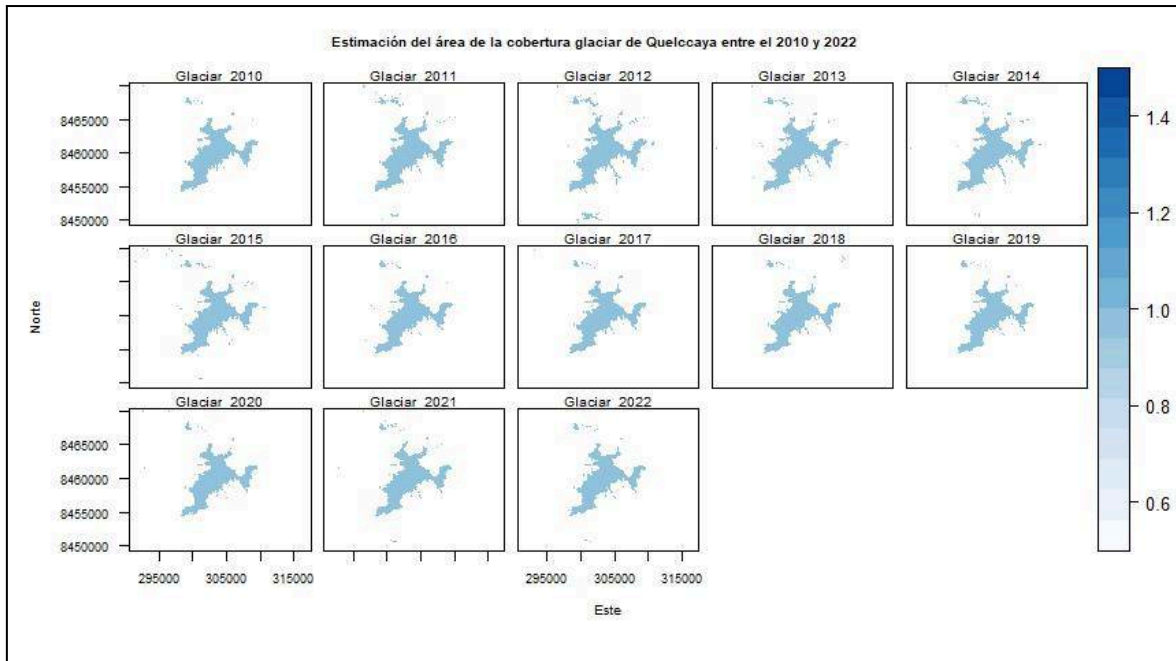 Estimación del área de la cobertura glaciar de Quelccaya entre el 2010 y 2022
Glaciar_2010 Glaciar_2011 Glaciar_2012 Glaciar_2013 Glaciar_2014
8465000
8460000
8455000
8450000
Glaciar_2015 Glaciar_2016 Glaciar_2017 Glaciar_2018 Glaciar_2019
Norte
Glaciar_2020 Glaciar_2021 Glaciar_2022
8465000
8460000
8455000
8450000
295000 305000 315000 295000 305000 315000
Este
1.4
1.2
1.0
0.8
0.6